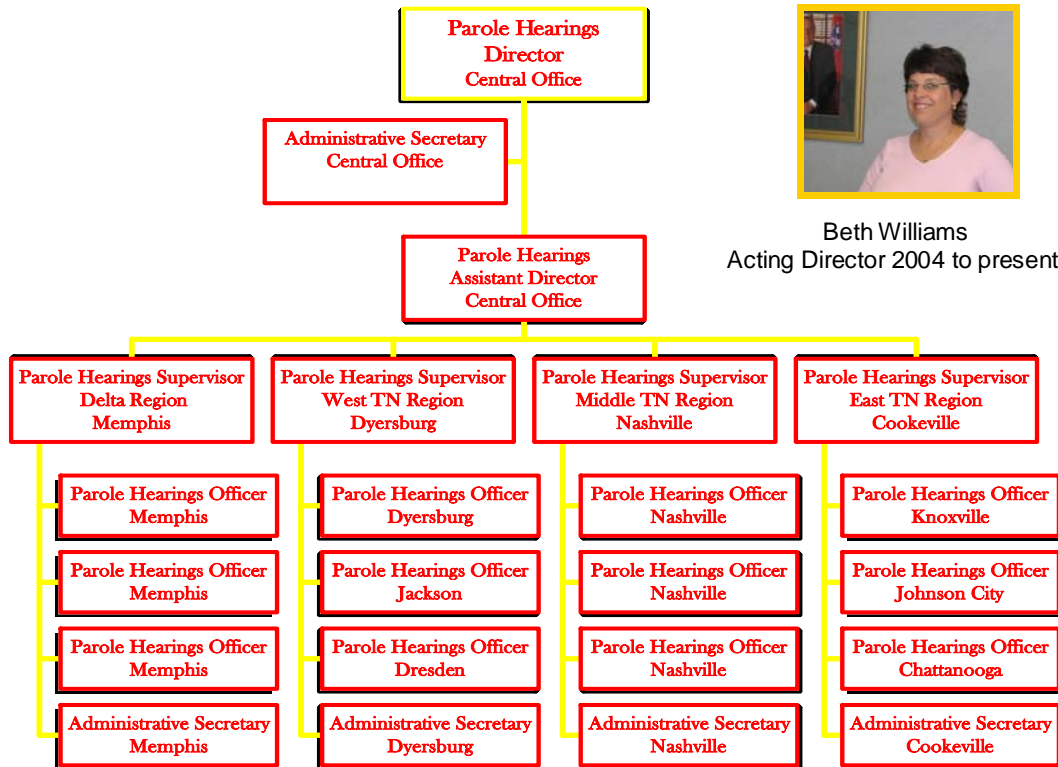 Parole Hearings
Director
Central Office
Administrative Secretary
Central Office
Beth Williams
Acting Director 2004 to present
Parole Hearings
Assistant Director
Central Office
Parole Hearings Supervisor
Delta Region
Memphis
Parole Hearings Supervisor
West TN Region
Dyersburg
Parole Hearings Supervisor
Middle TN Region
Nashville
Parole Hearings Supervisor
East TN Region
Cookeville
Parole Hearings Officer
Memphis
Parole Hearings Officer
Dyersburg
Parole Hearings Officer
Nashville
Parole Hearings Officer
Knoxville
Parole Hearings Officer
Memphis
Parole Hearings Officer
Jackson
Parole Hearings Officer
Nashville
Parole Hearings Officer
Johnson City
Parole Hearings Officer
Memphis
Parole Hearings Officer
Dresden
Parole Hearings Officer
Nashville
Parole Hearings Officer
Chattanooga
Administrative Secretary
Memphis
Administrative Secretary
Dyersburg
Administrative Secretary
Nashville
Administrative Secretary
Cookeville